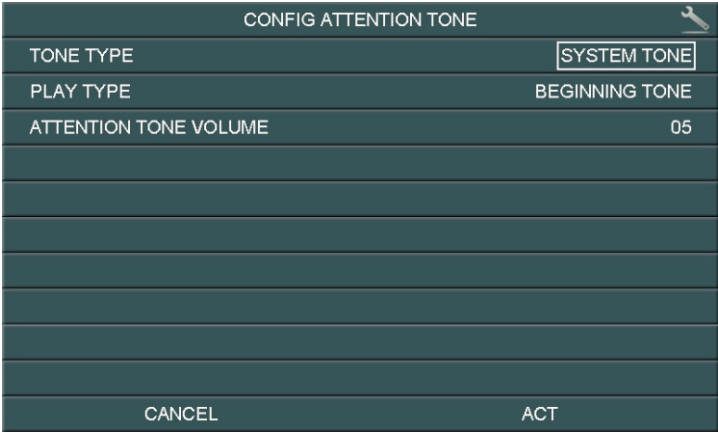 CONFIG ATTENTION TONE
TONE TYPE SYSTEM TONE
PLAY TYPE BEGINNING TONE
ATTENTION TONE VOLUME 05
CANCEL ACT